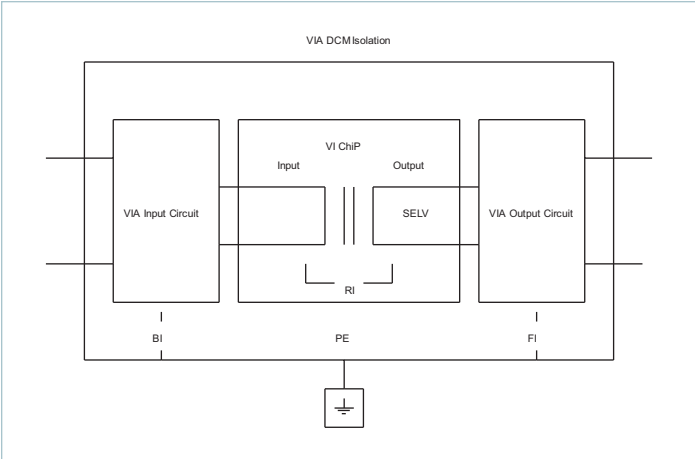 VIA DCM Isolation
VI ChiP
Input
Output
VIA Input Circuit
SELV
VIA Output Circuit
RI
BI
PE
FI